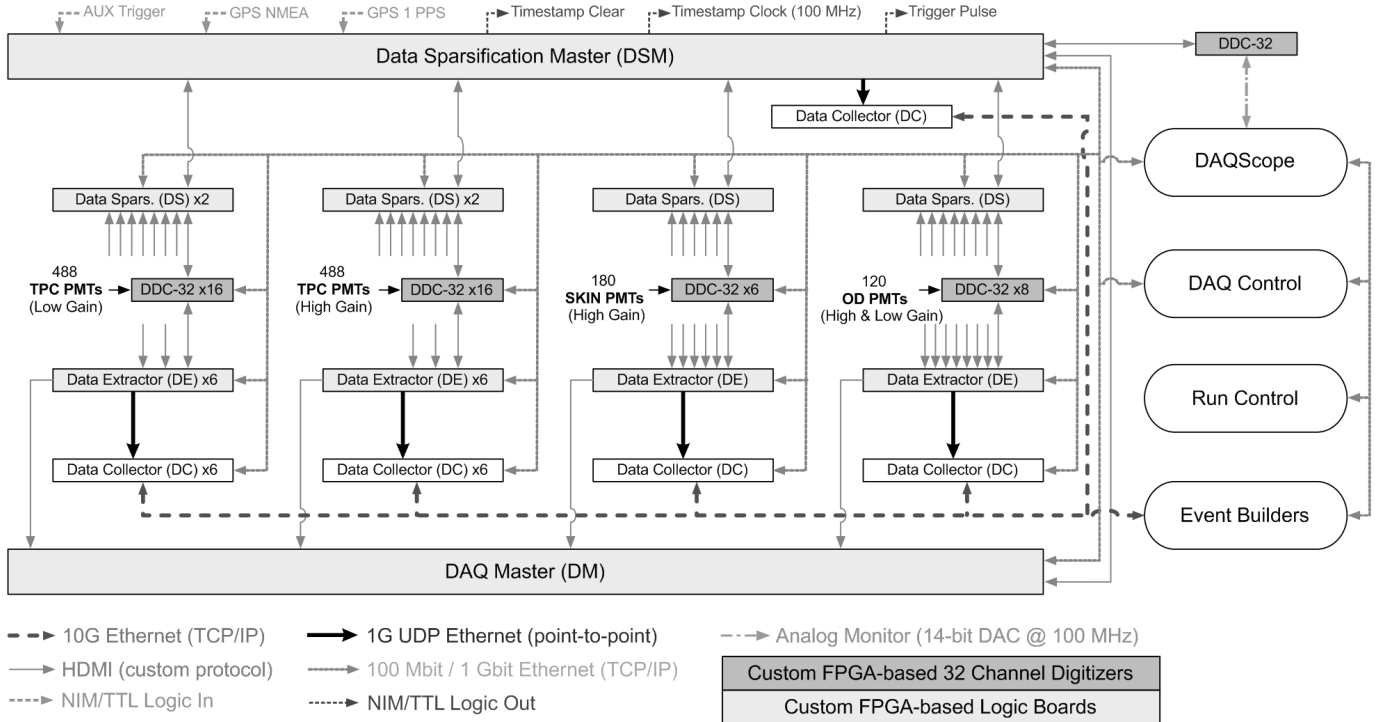 AUX Trigger
GPS NMEA
GPS 1 PPS
Timestamp Clear
Timestamp Clock (100 MHz)
Trigger Pulse
Data Sparsification Master (DSM)
DDC-32
Data Collector (DC)
DAQScope
Data Spars. (DS) x2
Data Spars. (DS) x2
Data Spars. (DS)
Data Spars. (DS)
488
TPC PMTs
(Low Gain)
DDC-32 x16
488
TPC PMTs
(High Gain)
DDC-32 x16
180
SKIN PMTs
(High Gain)
DDC-32 x6
120
OD PMTs
(High & Low Gain)
DDC-32 x8
DAQ Control
Data Extractor (DE) x6
Data Extractor (DE) x6
Data Extractor (DE)
Data Extractor (DE)
Run Control
Data Collector (DC) x6
Data Collector (DC) x6
Data Collector (DC)
Data Collector (DC)
Event Builders
DAQ Master (DM)
10G Ethernet (TCP/IP)
1G UDP Ethernet (point-to-point)
Analog Monitor (14-bit DAC @ 100 MHz)
HDMI (custom protocol)
100 Mbit / 1 Gbit Ethernet (TCP/IP)
Custom FPGA-based 32 Channel Digitizers
NIM/TTL Logic In
NIM/TTL Logic Out
Custom FPGA-based Logic Boards